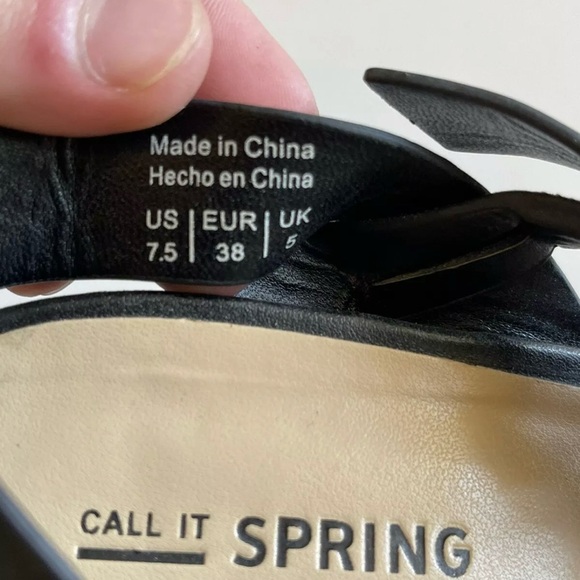 Made in China
Hecho en China
US | EUR | UK
7.5 | 38 | 5
CALL IT SPRING